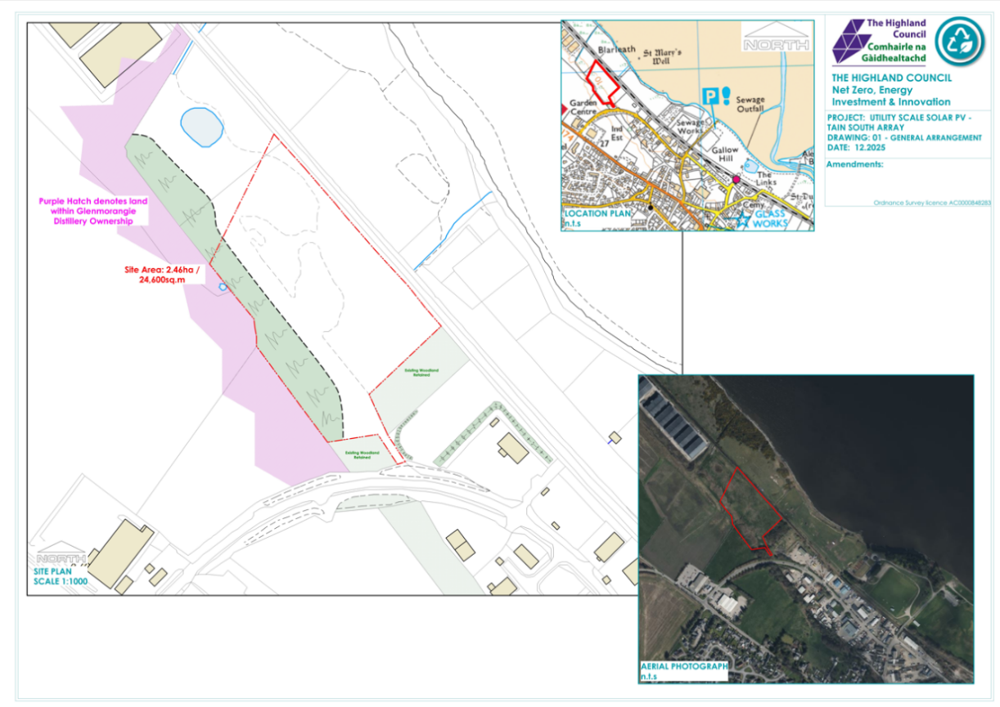 The Highland
Council
Comhairle na
Gàidhealtachd
THE HIGHLAND COUNCIL
Net Zero, Energy
Investment & Innovation
PROJECT: UTILITY SCALE SOLAR PV -
TAIN SOUTH ARRAY
DRAWING: 01 - GENERAL ARRANGEMENT
DATE: 12.2025
Amendments:
Ordnance Survey licence AC0000848283
NORTH
Blarleath
St Mary's
Well
Garden
Centre
Ind
Est
27
Sewage
Works
P
Sewage
Outfall
Gallow
Hill
The
Links
Cemy
GLASS
WORKS
LOCATION PLAN
n.t.s
Purple Hatch denotes land
within Glenmorangie
Distillery Ownership
Site Area: 2.46ha /
24,600sq.m
Existing Woodland
Retained
Existing Woodland
Retained
NORTH
SITE PLAN
SCALE 1:1000
AERIAL PHOTOGRAPH
n.t.s